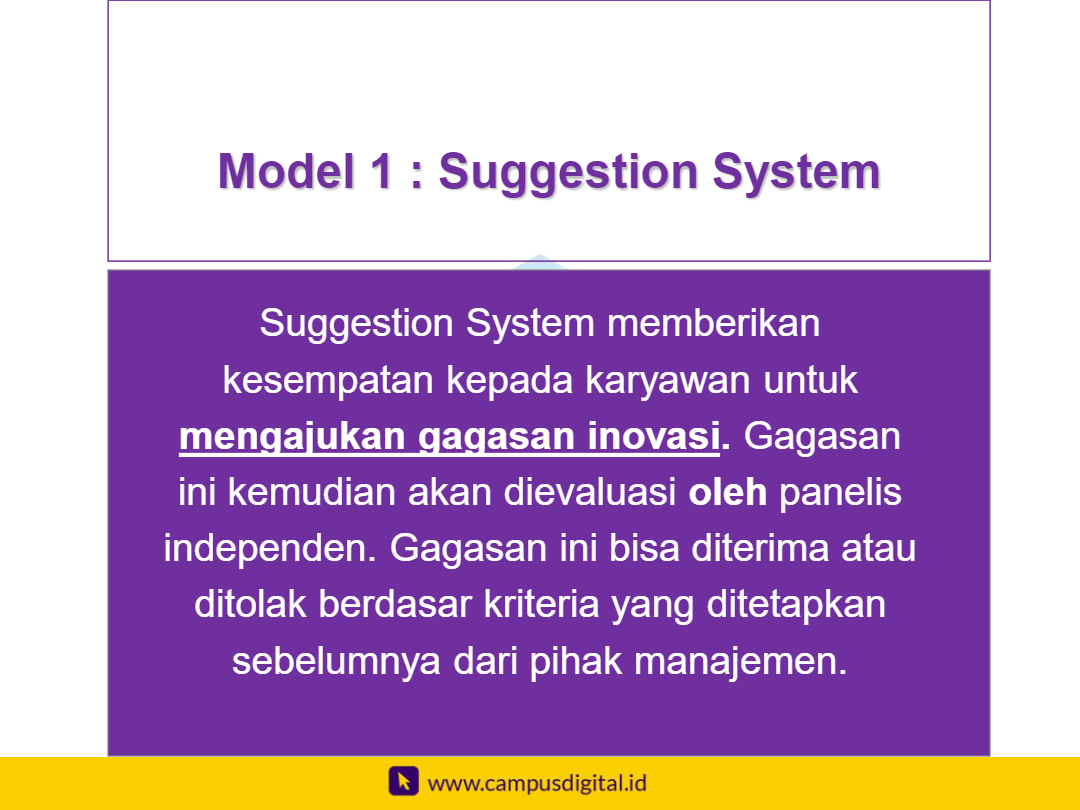 Model 1 : Suggestion System
Suggestion System memberikan
kesempatan kepada karyawan untuk
mengajukan gagasan inovasi. Gagasan
ini kemudian akan dievaluasi oleh panelis
independen. Gagasan ini bisa diterima atau
ditolak berdasar kriteria yang ditetapkan
sebelumnya dari pihak manajemen.
www.campusdigital.id